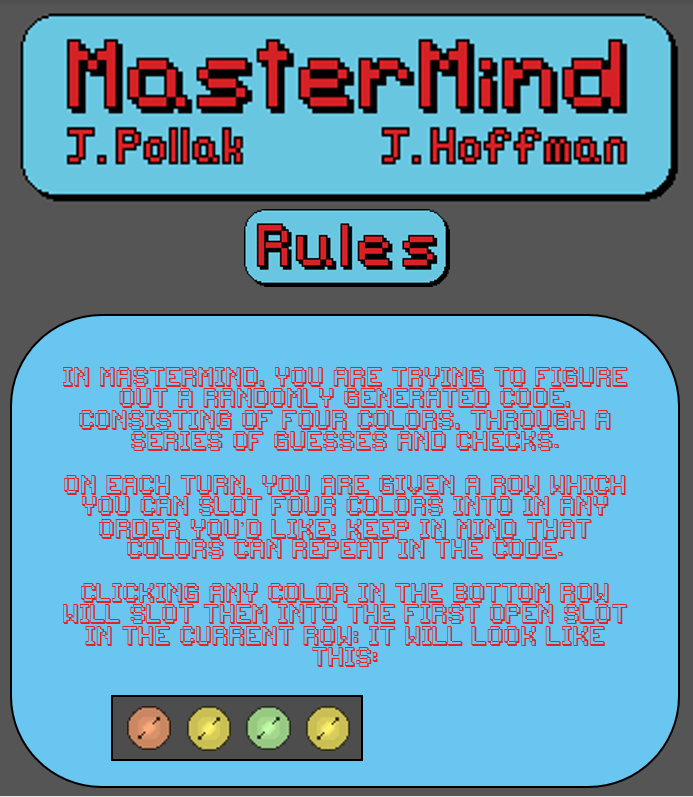 MasterMind
J.Pollak J.Hoffman
Rules
IN MASTERMIND, YOU ARE TRYING TO FIGURE
OUT A RANDOMLY GENERATED CODE,
CONSISTING OF FOUR COLORS, THROUGH A
SERIES OF GUESSES AND CHECKS.
ON EACH TURN, YOU ARE GIVEN A ROW WHICH
YOU CAN SLOT FOUR COLORS INTO IN ANY
ORDER YOU'D LIKE; KEEP IN MIND THAT
COLORS CAN REPEAT IN THE CODE.
CLICKING ANY COLOR IN THE BOTTOM ROW
WILL SLOT THEM INTO THE FIRST OPEN SLOT
IN THE CURRENT ROW; IT WILL LOOK LIKE
THIS: